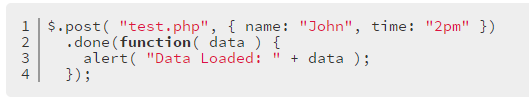 1 $.post( "test.php", { name: "John", time: "2pm" })
2   .done(function( data ) {
3     alert( "Data Loaded: " + data );
4   });